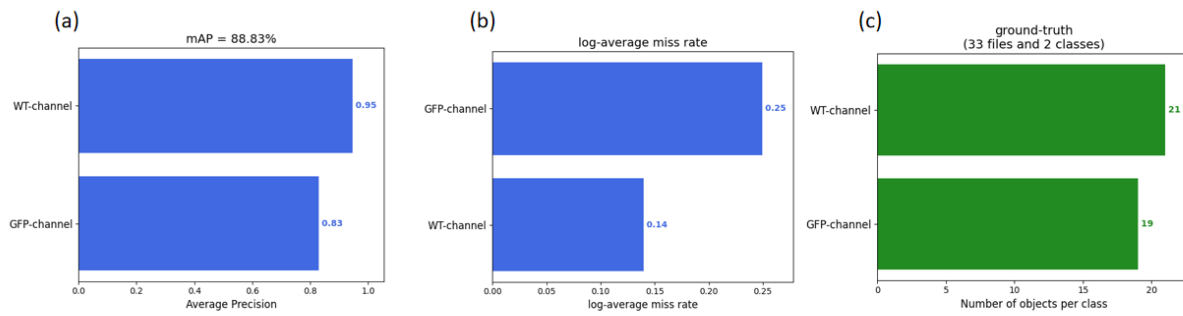 (a)
mAP = 88.83%
WT-channel
0.95
GFP-channel
0.83
0.0 0.2 0.4 0.6 0.8 1.0
Average Precision
(b)
log-average miss rate
GFP-channel
0.25
WT-channel
0.14
0.00 0.05 0.10 0.15 0.20 0.25
log-average miss rate
(c)
ground-truth
(33 files and 2 classes)
WT-channel
21
GFP-channel
19
0 5 10 15 20
Number of objects per class